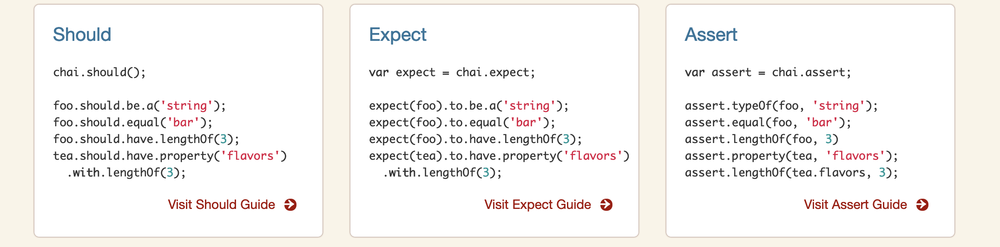 Should
chai.should();
foo.should.be.a('string');
foo.should.equal('bar');
foo.should.have.lengthOf(3);
tea.should.have.property('flavors')
  .with.lengthOf(3);
Visit Should Guide
Expect
var expect = chai.expect;
expect(foo).to.be.a('string');
expect(foo).to.equal('bar');
expect(foo).to.have.lengthOf(3);
expect(tea).to.have.property('flavors')
  .with.lengthOf(3);
Visit Expect Guide
Assert
var assert = chai.assert;
assert.typeOf(foo, 'string');
assert.equal(foo, 'bar');
assert.lengthOf(foo, 3)
assert.property(tea, 'flavors');
assert.lengthOf(tea.flavors, 3);
Visit Assert Guide